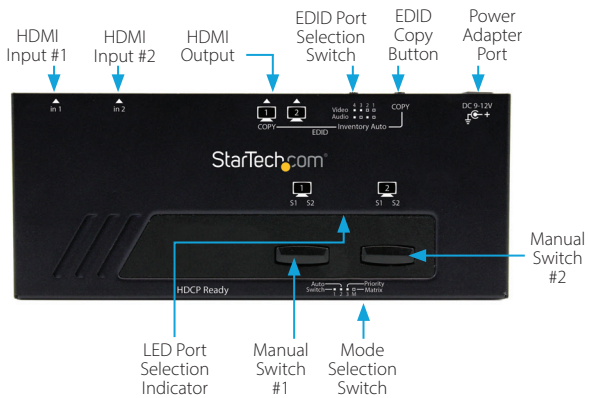 HDMI
Input #1
HDMI
Input #2
HDMI
Output
EDID Port
Selection
Switch
EDID
Copy
Button
Power
Adapter
Port
in 1
in 2
1
2
COPY
EDID
4 3 2 1
Video
Audio
Inventory Auto
COPY
DC 9-12V
StarTech.com
1
S1 S2
2
S1 S2
HDCP Ready
Auto
Switch
1 2 3 M
Priority
Matrix
Manual
Switch
#2
LED Port
Selection
Indicator
Manual
Switch
#1
Mode
Selection
Switch